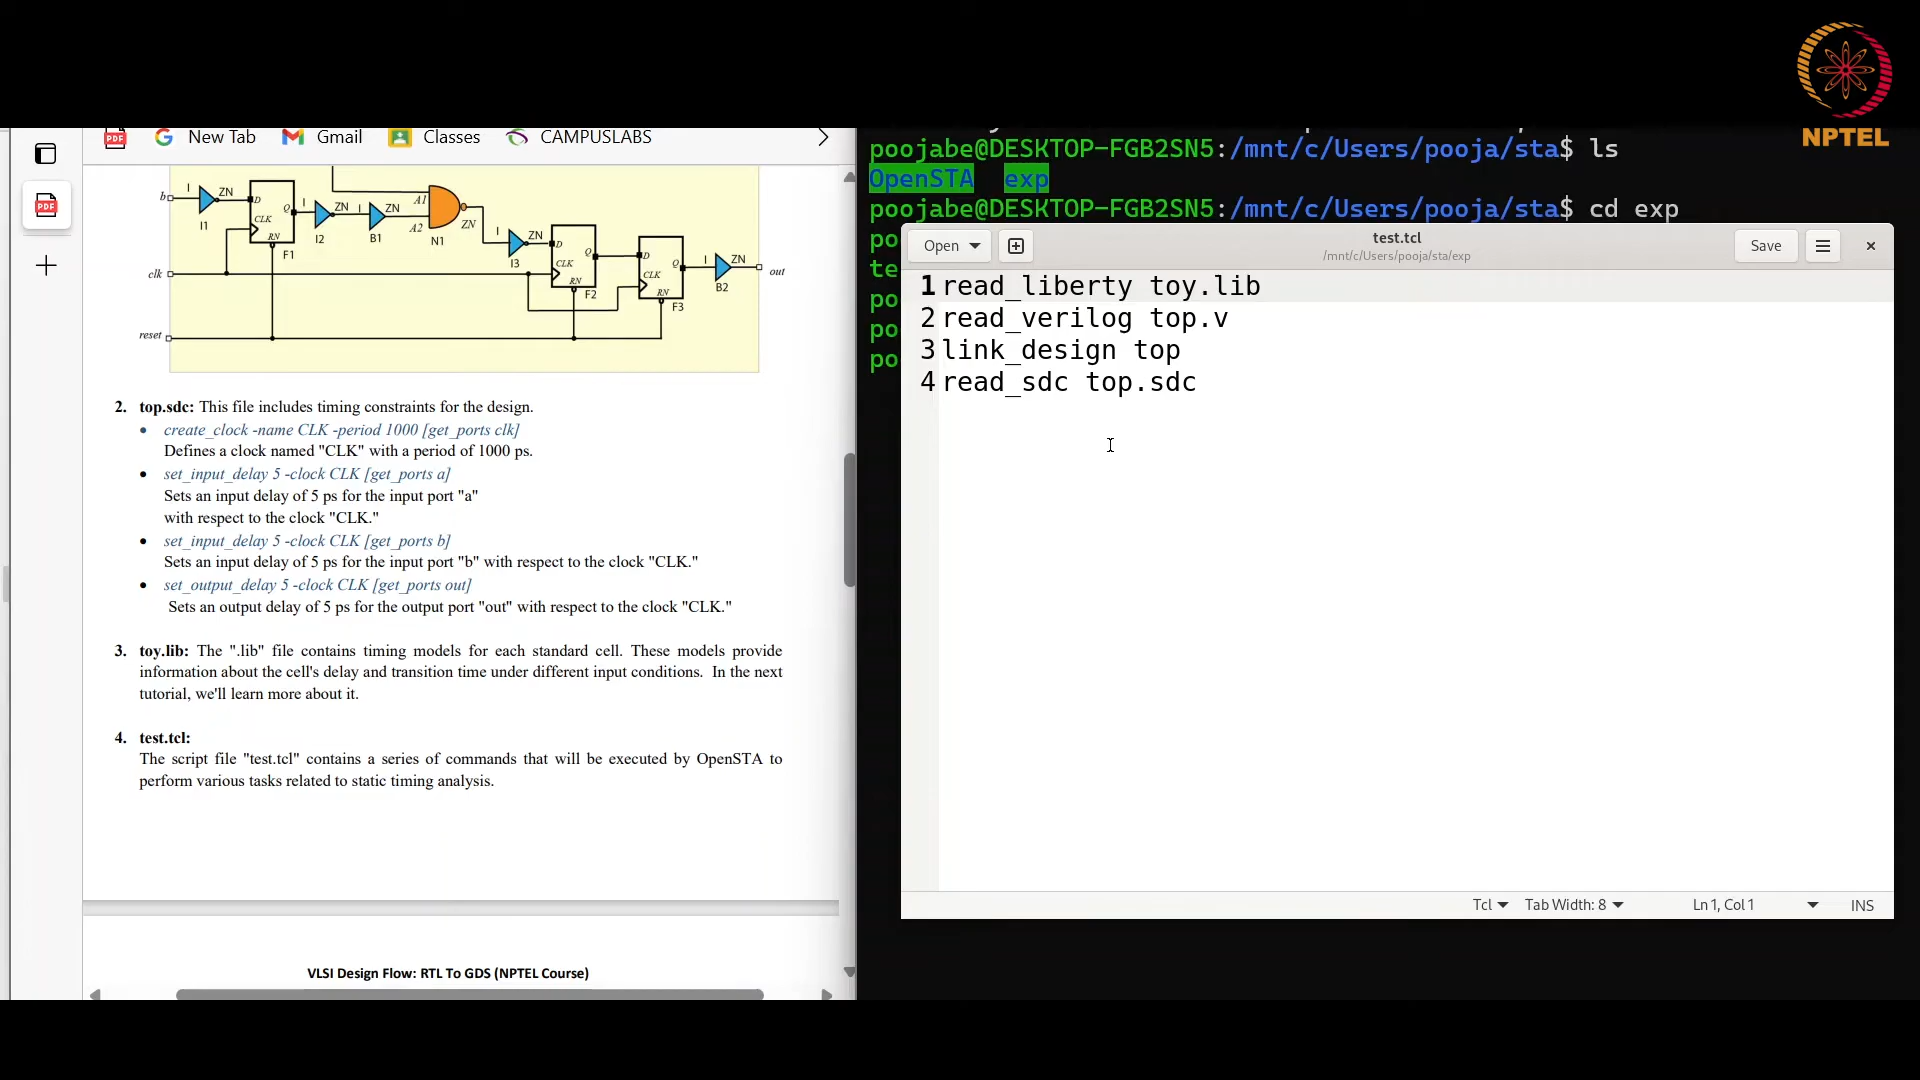 NPTEL
New Tab
Gmail
Classes
CAMPUSLABS
b
I
ZN
I1
D
Q
CLK
RN
F1
I
ZN
I2
I
ZN
B1
A1
A2
N1
ZN
I
ZN
I3
D
Q
CLK
RN
F2
D
Q
CLK
RN
F3
I
ZN
B2
out
clk
reset
2. top.sdc: This file includes timing constraints for the design.
• create_clock -name CLK -period 1000 [get_ports clk]
Defines a clock named "CLK" with a period of 1000 ps.
• set_input_delay 5 -clock CLK [get_ports a]
Sets an input delay of 5 ps for the input port "a"
with respect to the clock "CLK."
• set_input_delay 5 -clock CLK [get_ports b]
Sets an input delay of 5 ps for the input port "b" with respect to the clock "CLK."
• set_output_delay 5 -clock CLK [get_ports out]
Sets an output delay of 5 ps for the output port "out" with respect to the clock "CLK."
3. toy.lib: The ".lib" file contains timing models for each standard cell. These models provide
information about the cell's delay and transition time under different input conditions. In the next
tutorial, we'll learn more about it.
4. test.tcl:
The script file "test.tcl" contains a series of commands that will be executed by OpenSTA to
perform various tasks related to static timing analysis.
VLSI Design Flow: RTL To GDS (NPTEL Course)
poojabe@DESKTOP-FGB2SN5:/mnt/c/Users/pooja/sta$ ls
OpenSTA exp
poojabe@DESKTOP-FGB2SN5:/mnt/c/Users/pooja/sta$ cd exp
po
te
po
po
po
Open
test.tcl
/mnt/c/Users/pooja/sta/exp
Save
1 read_liberty toy.lib
2 read_verilog top.v
3 link_design top
4 read_sdc top.sdc
Tcl
Tab Width: 8
Ln 1, Col 1
INS